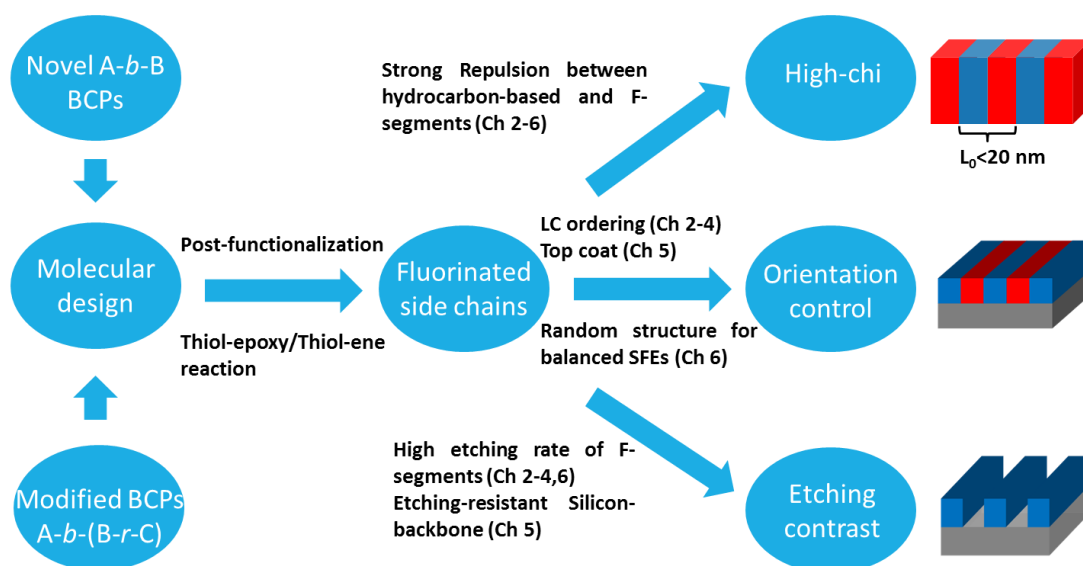 Novel A-b-B
BCPs
Molecular
design
Modified BCPs
A-b-(B-r-C)
Post-functionalization
Thiol-epoxy/Thiol-ene
reaction
Fluorinated
side chains
Strong Repulsion between
hydrocarbon-based and F-
segments (Ch 2-6)
High-chi
L₀<20 nm
LC ordering (Ch 2-4)
Top coat (Ch 5)
Random structure for
balanced SFEs (Ch 6)
Orientation
control
High etching rate of F-
segments (Ch 2-4,6)
Etching-resistant Silicon-
backbone (Ch 5)
Etching
contrast